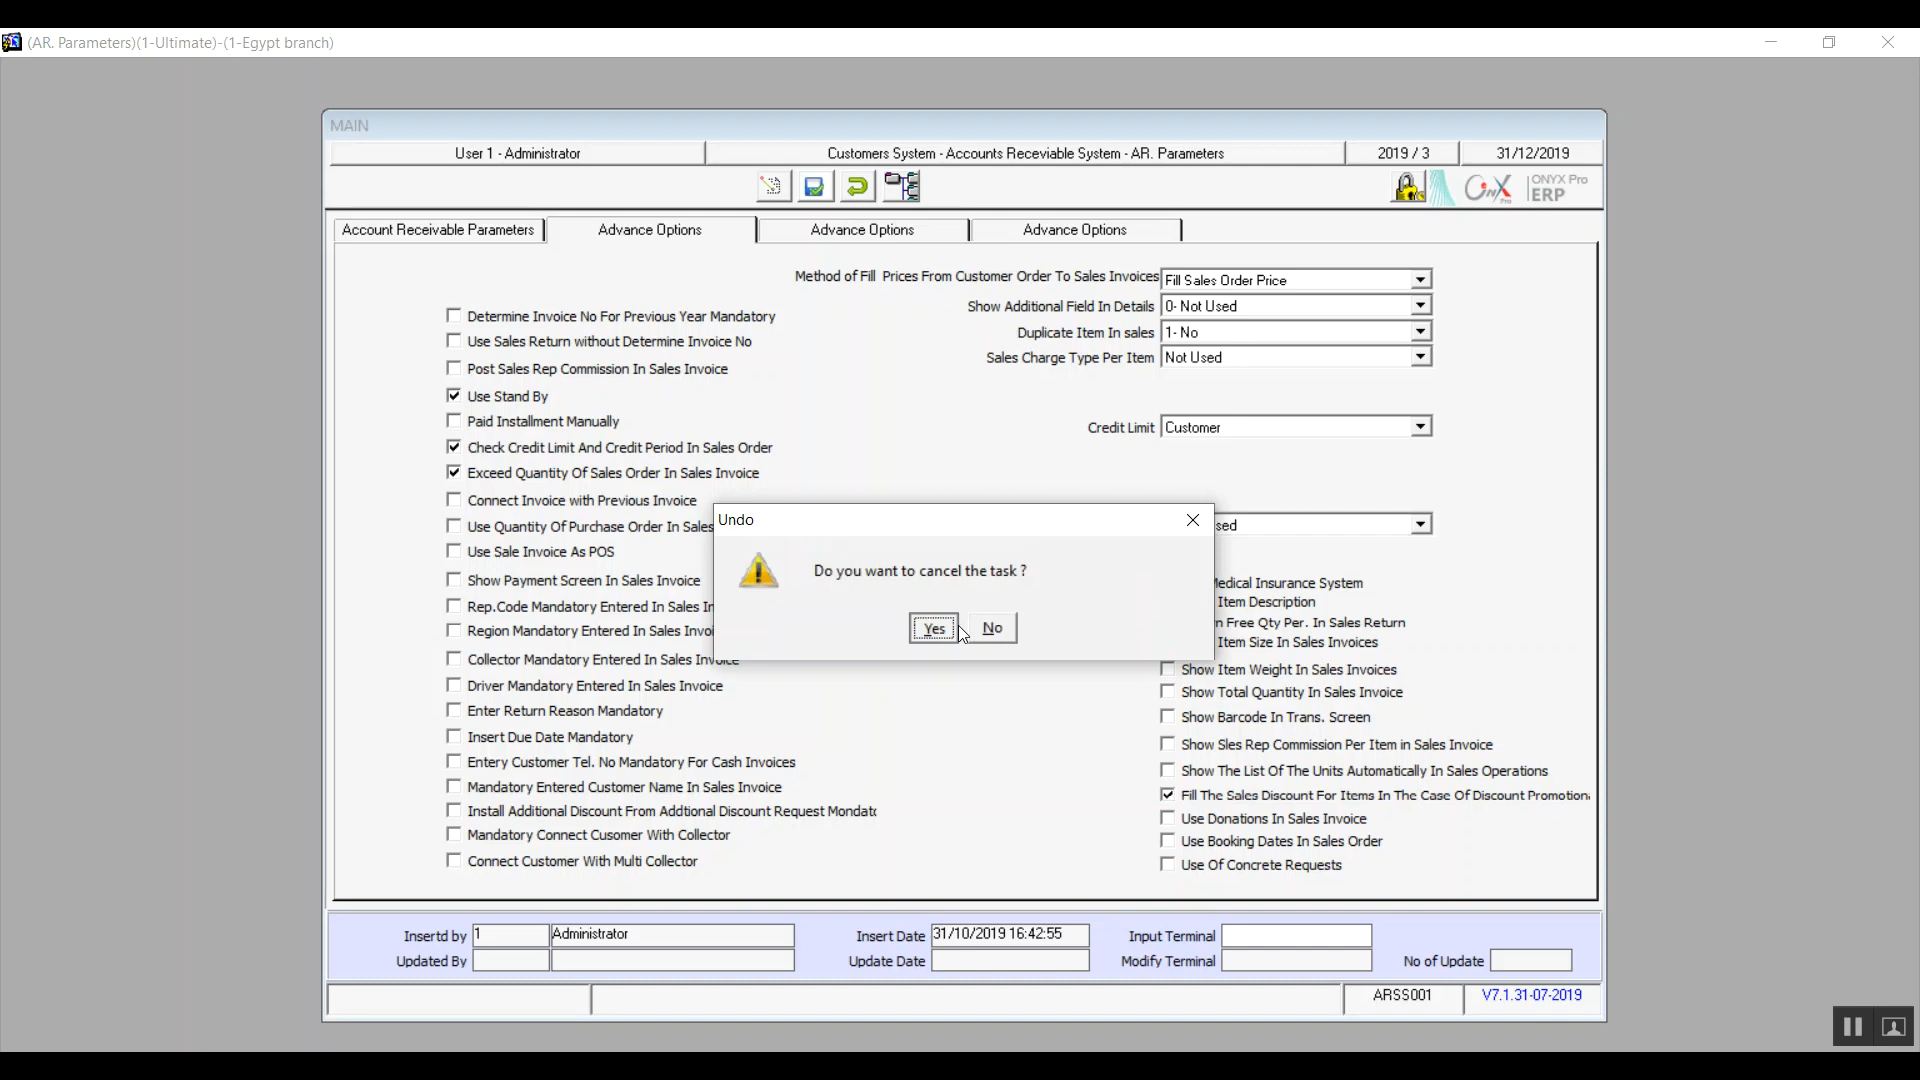 (AR. Parameters)(1-Ultimate)-(1-Egypt branch)
MAIN
User 1 - Administrator
Customers System - Accounts Receviable System - AR. Parameters
2019 / 3
31/12/2019
Onyx Pro
ONYX Pro
ERP
Account Receivable Parameters
Advance Options
Advance Options
Advance Options
Method of Fill Prices From Customer Order To Sales Invoices
Fill Sales Order Price
Show Additional Field In Details
0- Not Used
Duplicate Item In sales
1- No
Sales Charge Type Per Item
Not Used
Credit Limit
Customer
sed
Determine Invoice No For Previous Year Mandatory
Use Sales Return without Determine Invoice No
Post Sales Rep Commission In Sales Invoice
Use Stand By
Paid Installment Manually
Check Credit Limit And Credit Period In Sales Order
Exceed Quantity Of Sales Order In Sales Invoice
Connect Invoice with Previous Invoice
Use Quantity Of Purchase Order In Sales
Use Sale Invoice As POS
Show Payment Screen In Sales Invoice
Rep.Code Mandatory Entered In Sales In
Region Mandatory Entered In Sales Invoi
Collector Mandatory Entered In Sales Invoice
Driver Mandatory Entered In Sales Invoice
Enter Return Reason Mandatory
Insert Due Date Mandatory
Entery Customer Tel. No Mandatory For Cash Invoices
Mandatory Entered Customer Name In Sales Invoice
Install Additional Discount From Addtional Discount Request Mondatc
Mandatory Connect Cusomer With Collector
Connect Customer With Multi Collector
Undo
Do you want to cancel the task ?
Yes
No
Medical Insurance System
Item Description
n Free Qty Per. In Sales Return
Item Size In Sales Invoices
Show Item Weight In Sales Invoices
Show Total Quantity In Sales Invoice
Show Barcode In Trans. Screen
Show Sles Rep Commission Per Item in Sales Invoice
Show The List Of The Units Automatically In Sales Operations
Fill The Sales Discount For Items In The Case Of Discount Promotion
Use Donations In Sales Invoice
Use Booking Dates In Sales Order
Use Of Concrete Requests
Insertd by
1
Administrator
Insert Date
31/10/2019 16:42:55
Input Terminal
Updated By
Update Date
Modify Terminal
No of Update
ARSS001
V7.1.31-07-2019